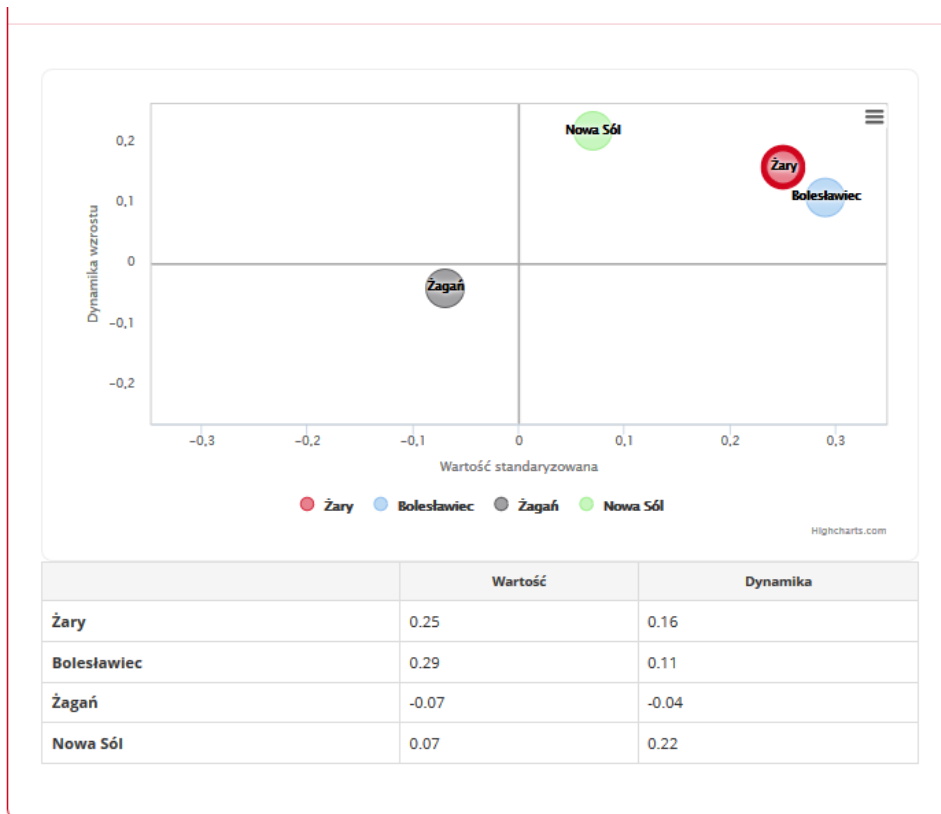 0,2
0,1
0
−0,1
−0,2
Dynamika wzrostu
Nowa Sól
Żary
Bolesławiec
Żagań
−0,3 −0,2 −0,1 0 0,1 0,2 0,3
Wartość standaryzowana
Żary Bolesławiec Żagań Nowa Sól
Highcharts.com
Wartość Dynamika
Żary 0.25 0.16
Bolesławiec 0.29 0.11
Żagań -0.07 -0.04
Nowa Sól 0.07 0.22